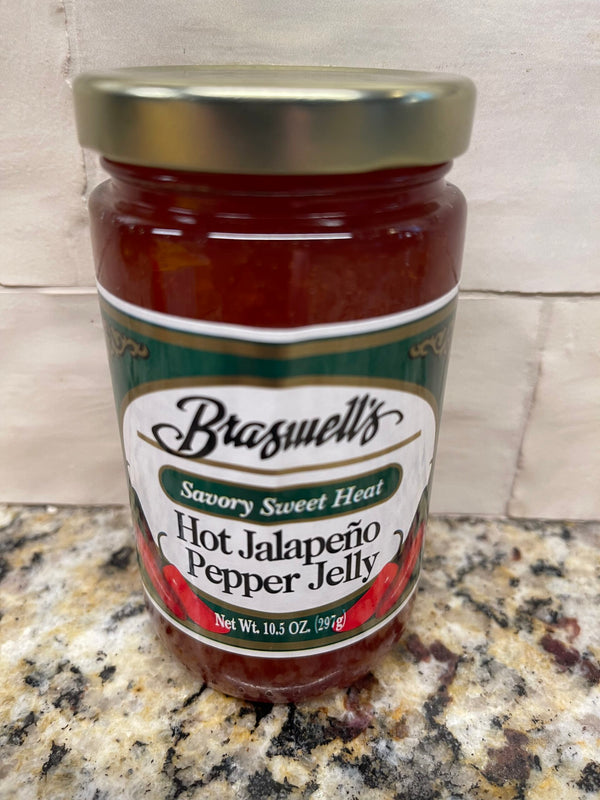 Braswell's
Savory Sweet Heat
Hot Jalapeño
Pepper Jelly
Net Wt. 10.5 OZ. (297g)